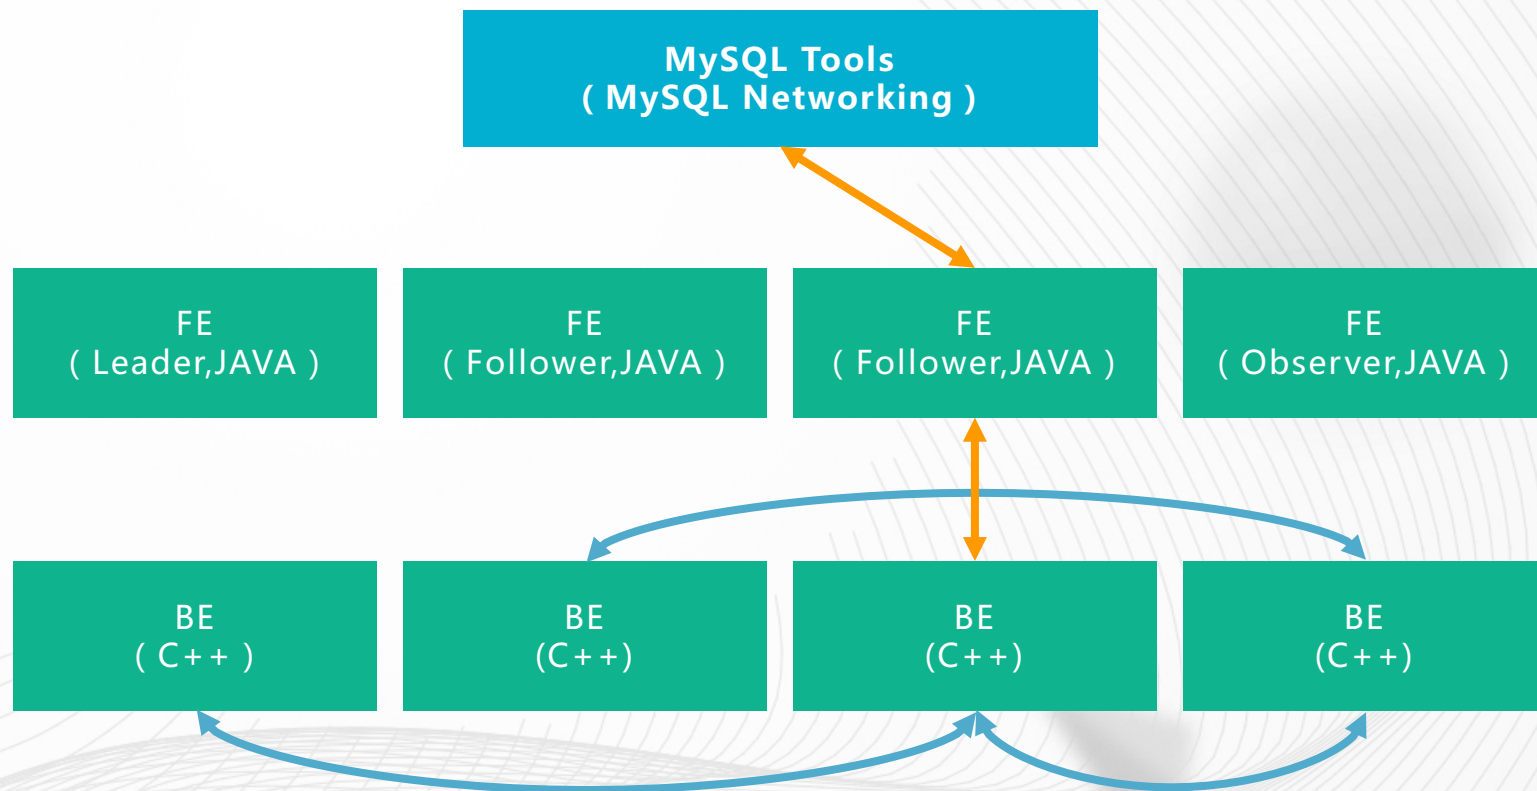 MySQL Tools
( MySQL Networking )
FE
( Leader,JAVA )
FE
( Follower,JAVA )
FE
( Follower,JAVA )
FE
( Observer,JAVA )
BE
( C++ )
BE
(C++)
BE
(C++)
BE
(C++)